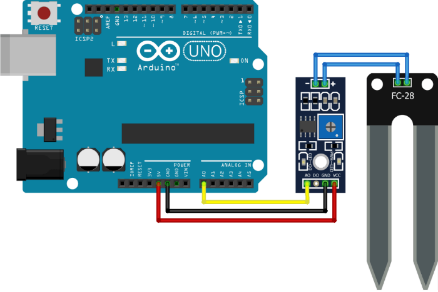 RESET
ICSP2
AREF
GND
DIGITAL (PWM~)
L
TX
RX
UNO
Arduino
ON
ICSP
1
- +
FC-28
POWER
ANALOG IN
IOREF
RESET
3V3
5V
GND
GND
VIN
A0
A1
A2
A3
A4
A5
AO DO GND VCC